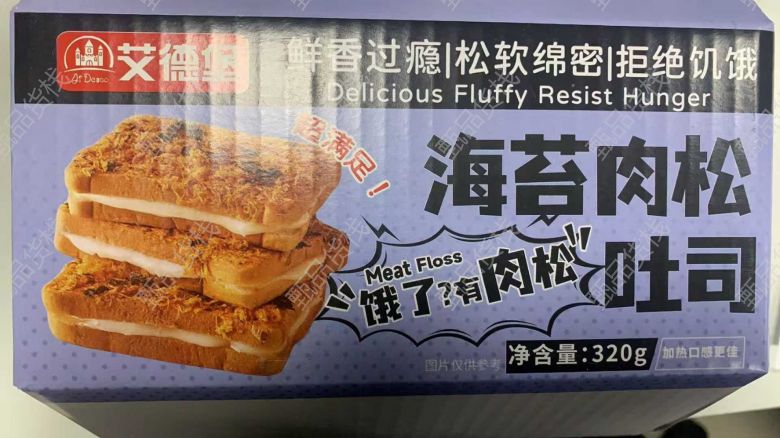 艾德堡
鲜香过瘾|松软绵密|拒绝饥饿
Delicious Fluffy Resist Hunger
超满足!
海苔肉松
吐司
Meat Floss
"饿了?有肉松"
图片仅供参考
净含量:320g
加热口感更佳